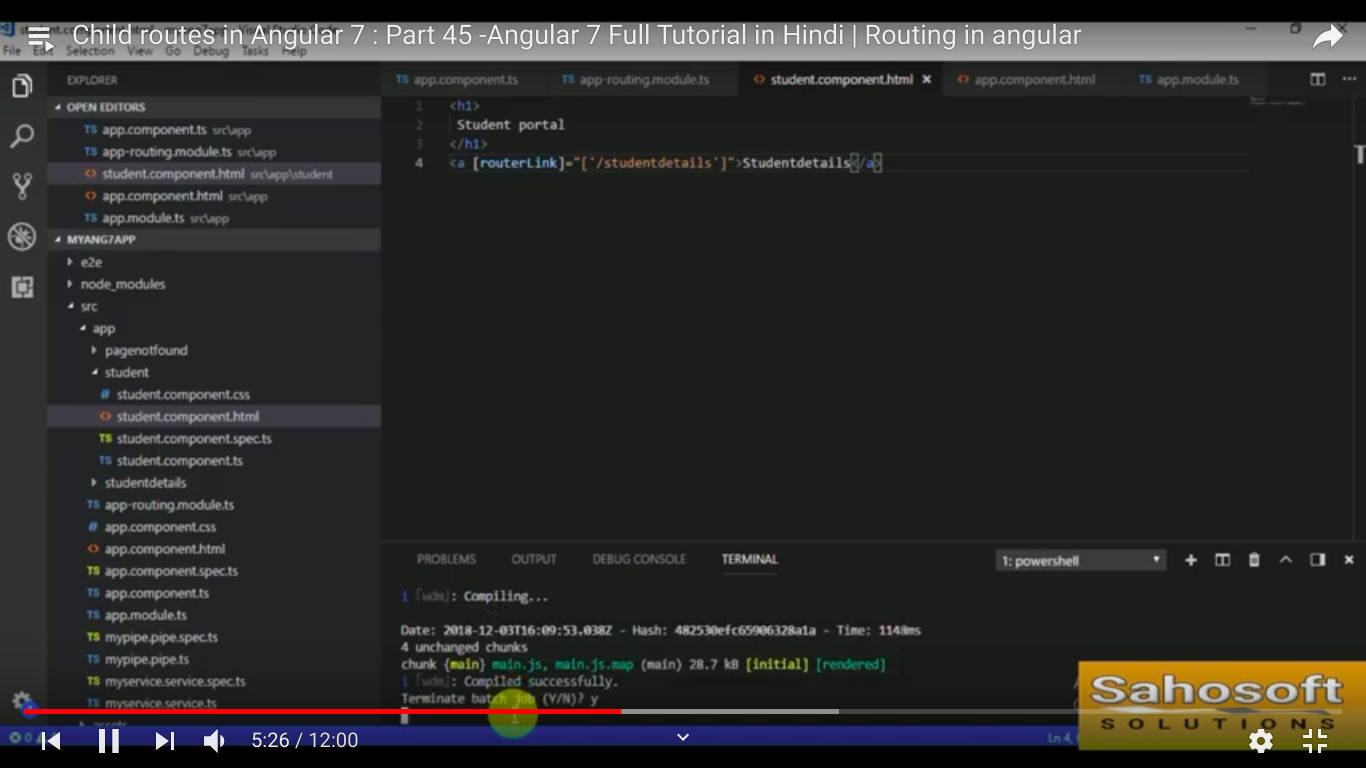 Child routes in Angular 7 : Part 45 -Angular 7 Full Tutorial in Hindi | Routing in angular
File Edit Selection View Go Debug Tasks Help
EXPLORER
OPEN EDITORS
TS app.component.ts src\app
TS app-routing.module.ts src\app
<> student.component.html src\app\student
<> app.component.html src\app
TS app.module.ts src\app
MYANG7APP
e2e
node_modules
src
app
pagenotfound
student
# student.component.css
<> student.component.html
TS student.component.spec.ts
TS student.component.ts
studentdetails
TS app-routing.module.ts
# app.component.css
<> app.component.html
TS app.component.spec.ts
TS app.component.ts
TS app.module.ts
TS mypipe.pipe.spec.ts
TS mypipe.pipe.ts
TS myservice.service.spec.ts
TS myservice.service.ts
assets
TS app.component.ts TS app-routing.module.ts <> student.component.html × <> app.component.html TS app.module.ts
1 <h1>
2 Student portal
3 </h1>
4 <a [routerLink]="['/studentdetails']">Studentdetails</a>
PROBLEMS OUTPUT DEBUG CONSOLE TERMINAL 1: powershell
i ｢wdm｣: Compiling...
Date: 2018-12-03T16:09:53.038Z - Hash: 482530efc65906328a1a - Time: 1148ms
4 unchanged chunks
chunk {main} main.js, main.js.map (main) 28.7 kB [initial] [rendered]
i ｢wdm｣: Compiled successfully.
Terminate batch job (Y/N)? y
Sahosoft
SOLUTIONS
5:26 / 12:00